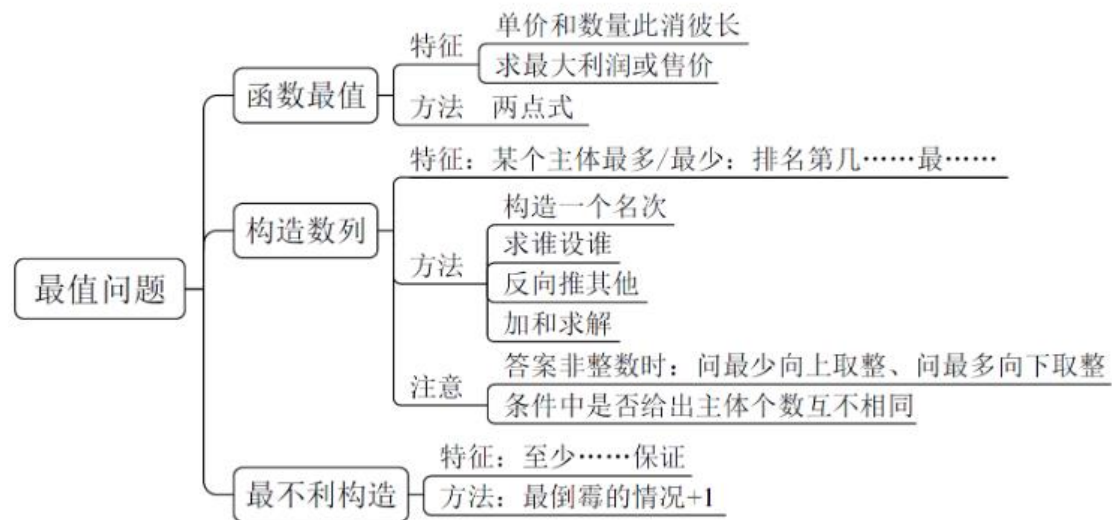 最值问题
函数最值
特征
单价和数量此消彼长
求最大利润或售价
方法 两点式
构造数列
特征：某个主体最多/最少：排名第几……最……
方法
构造一个名次
求谁设谁
反向推其他
加和求解
注意
答案非整数时：问最少向上取整、问最多向下取整
条件中是否给出主体个数互不相同
最不利构造
特征：至少……保证
方法：最倒霉的情况+1